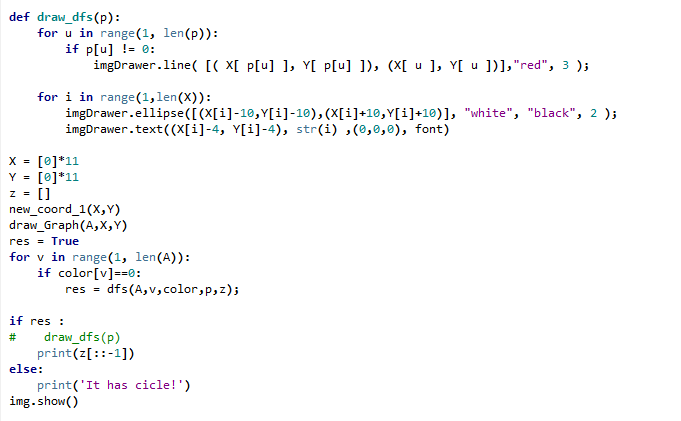 def draw_dfs(p):
    for u in range(1, len(p)):
        if p[u] != 0:
            imgDrawer.line( [( X[ p[u] ], Y[ p[u] ]), (X[ u ], Y[ u ])],"red", 3 );

    for i in range(1,len(X)):
        imgDrawer.ellipse([(X[i]-10,Y[i]-10),(X[i]+10,Y[i]+10)], "white", "black", 2 );
        imgDrawer.text((X[i]-4, Y[i]-4), str(i) ,(0,0,0), font)

X = [0]*11
Y = [0]*11
z = []
new_coord_1(X,Y)
draw_Graph(A,X,Y)
res = True
for v in range(1, len(A)):
    if color[v]==0:
        res = dfs(A,v,color,p,z);

if res :
#    draw_dfs(p)
    print(z[::-1])
else:
    print('It has cicle!')
img.show()